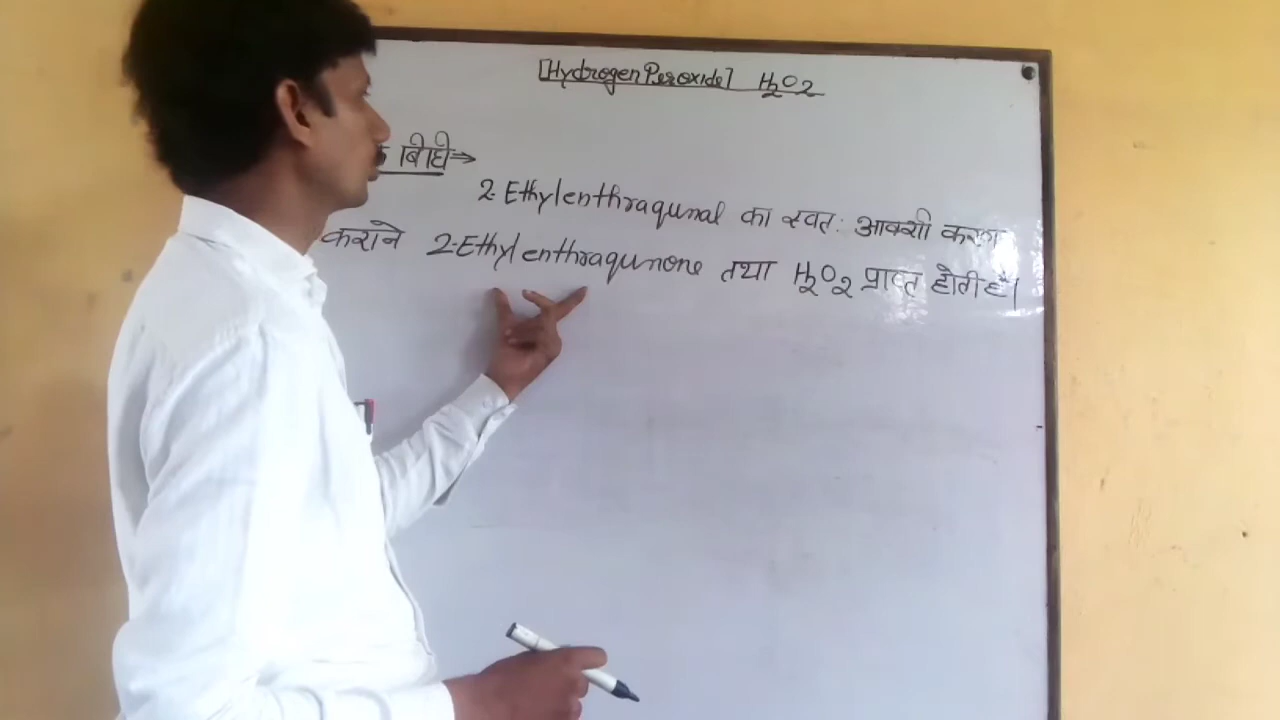 [Hydrogen Peroxide] H2O2
बिधि⇒
2-Ethylenthraqunal का स्वत: आक्सी करण
कराने 2-Ethylenthraqunone तथा H2O2 प्राप्त होती है।